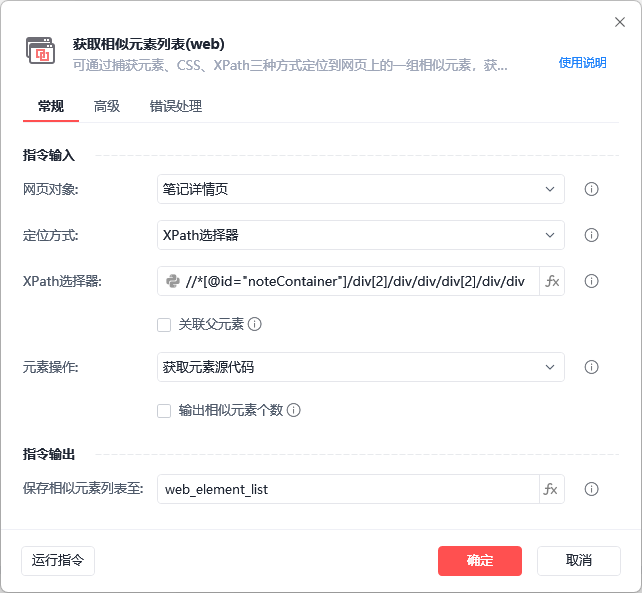 获取相似元素列表(web)
可通过捕获元素、CSS、XPath三种方式定位到网页上的一组相似元素，获...
使用说明
常规 高级 错误处理
指令输入
网页对象: 笔记详情页
定位方式: XPath选择器
XPath选择器: //*[@id="noteContainer"]/div[2]/div/div/div[2]/div/div fx
关联父元素
元素操作: 获取元素源代码
输出相似元素个数
指令输出
保存相似元素列表至: web_element_list fx
运行指令 确定 取消